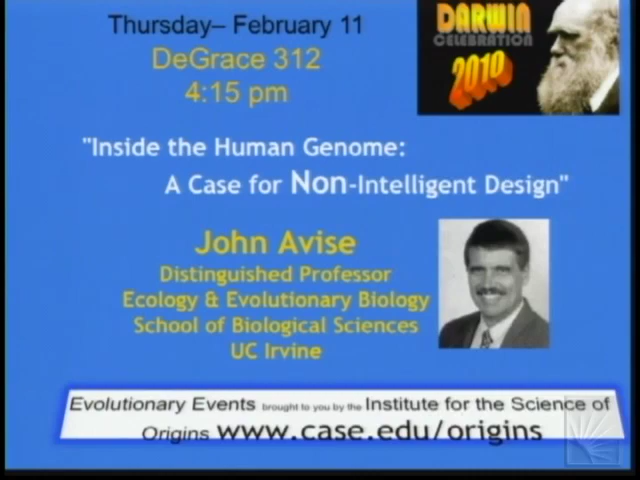 Thursday– February 11
DeGrace 312
4:15 pm
DARWIN
CELEBRATION
2010
"Inside the Human Genome:
A Case for Non-Intelligent Design"
John Avise
Distinguished Professor
Ecology & Evolutionary Biology
School of Biological Sciences
UC Irvine
Evolutionary Events brought to you by the Institute for the Science of
Origins www.case.edu/origins